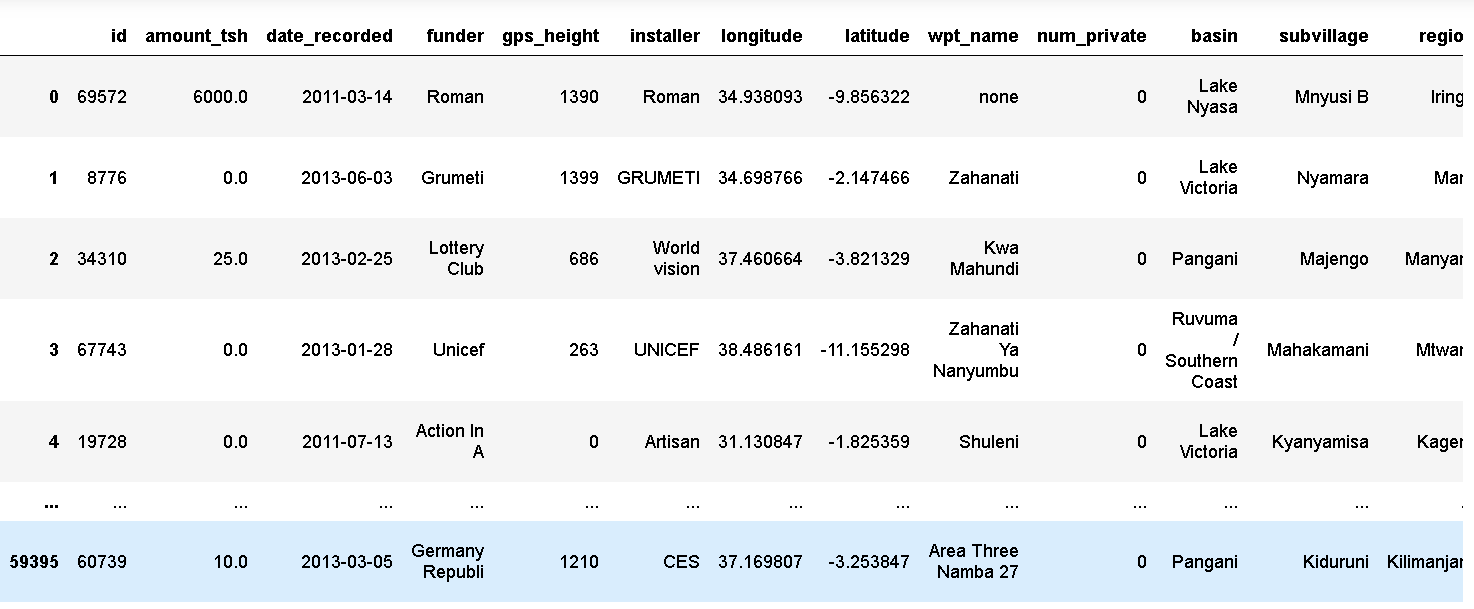 id amount_tsh date_recorded funder gps_height installer longitude latitude wpt_name num_private basin subvillage regio
0 69572 6000.0 2011-03-14 Roman 1390 Roman 34.938093 -9.856322 none 0 Lake Nyasa Mnyusi B Iring
1 8776 0.0 2013-06-03 Grumeti 1399 GRUMETI 34.698766 -2.147466 Zahanati 0 Lake Victoria Nyamara Mar
2 34310 25.0 2013-02-25 Lottery Club 686 World vision 37.460664 -3.821329 Kwa Mahundi 0 Pangani Majengo Manyar
3 67743 0.0 2013-01-28 Unicef 263 UNICEF 38.486161 -11.155298 Zahanati Ya Nanyumbu 0 Ruvuma / Southern Coast Mahakamani Mtwar
4 19728 0.0 2011-07-13 Action In A 0 Artisan 31.130847 -1.825359 Shuleni 0 Lake Victoria Kyanyamisa Kager
... ... ... ... ... ... ... ... ... ... ... ... ...
59395 60739 10.0 2013-03-05 Germany Republi 1210 CES 37.169807 -3.253847 Area Three Namba 27 0 Pangani Kiduruni Kilimanjar